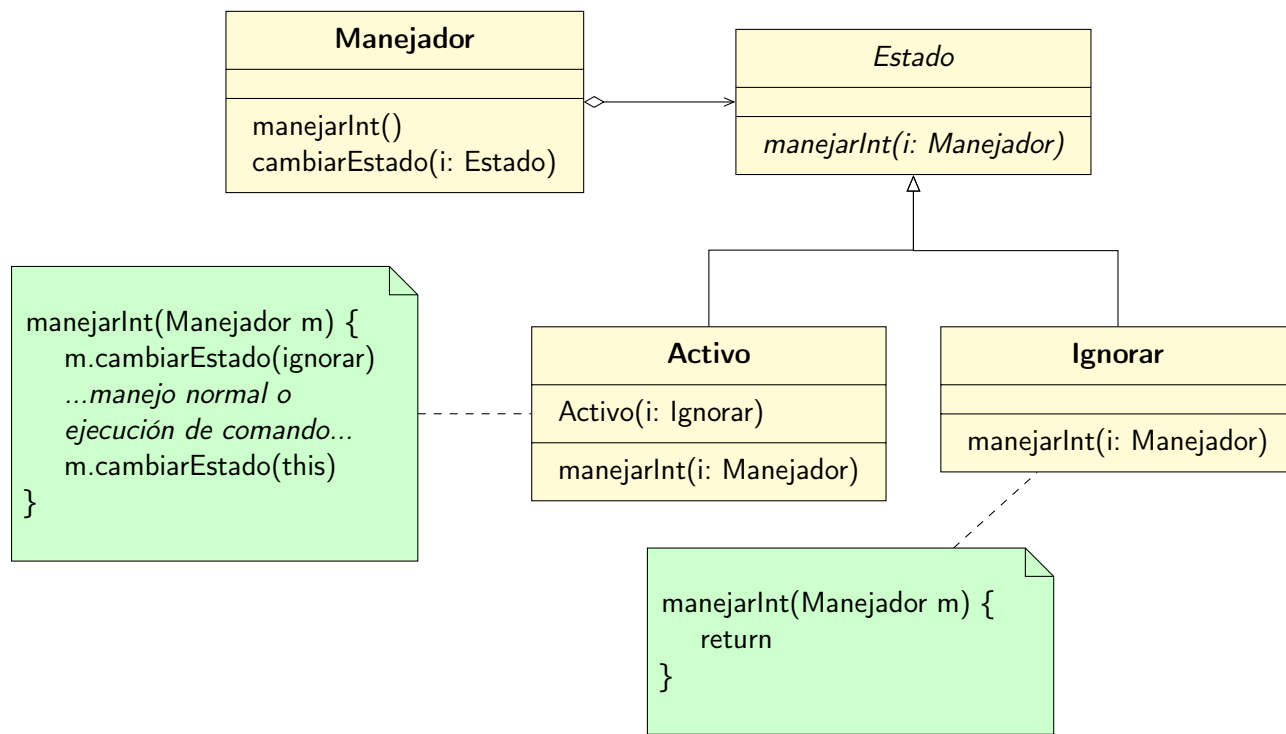 Manejador
manejarInt()
cambiarEstado(i: Estado)
Estado
manejarInt(i: Manejador)
manejarInt(Manejador m) {
m.cambiarEstado(ignorar)
...manejo normal o
ejecución de comando...
m.cambiarEstado(this)
}
Activo
Activo(i: Ignorar)
manejarInt(i: Manejador)
Ignorar
manejarInt(i: Manejador)
manejarInt(Manejador m) {
return
}